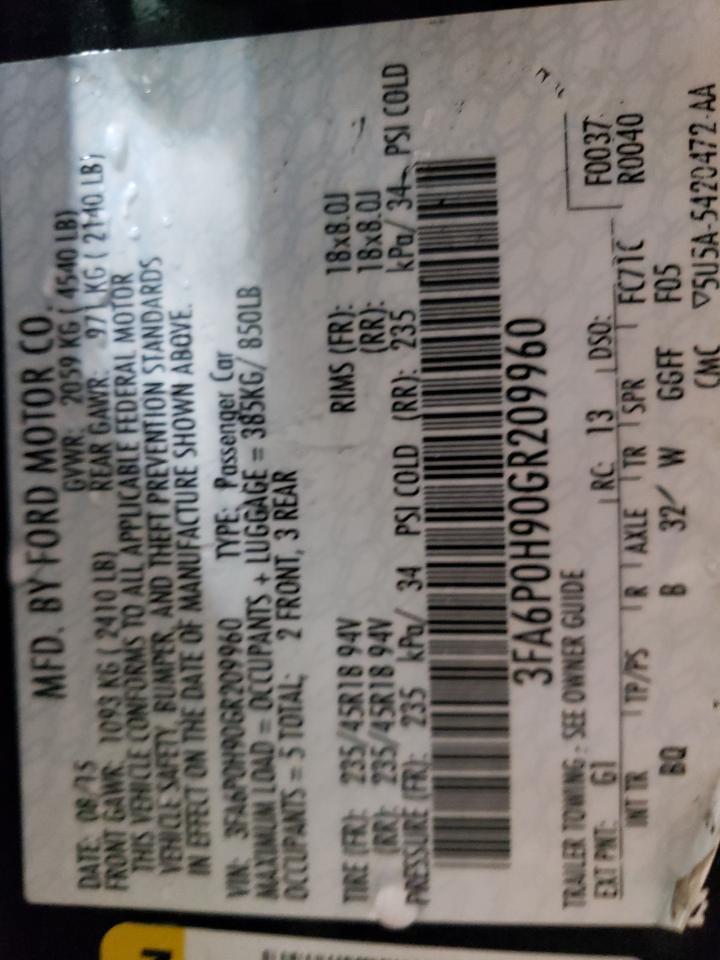 MFD. BY FORD MOTOR CO.
DATE: 08/15 GVWR: 2059 KG ( 4540 LB)
FRONT GAWR: 1093 KG ( 2410 LB) REAR GAWR: 971 KG ( 2140 LB)
THIS VEHICLE CONFORMS TO ALL APPLICABLE FEDERAL MOTOR
VEHICLE SAFETY, BUMPER, AND THEFT PREVENTION STANDARDS
IN EFFECT ON THE DATE OF MANUFACTURE SHOWN ABOVE.
VIN: 3FA6P0H90GR209960 TYPE: Passenger Car
MAXIMUM LOAD = OCCUPANTS + LUGGAGE = 385KG/ 850LB
OCCUPANTS = 5 TOTAL; 2 FRONT, 3 REAR
TIRE (FR): 235/45R18 94V RIMS (FR): 18x8.0J
(RR): 235/45R18 94V (RR): 18x8.0J
PRESSURE (FR): 235 kPa/ 34 PSI COLD (RR): 235 kPa/ 34 PSI COLD
3FA6P0H90GR209960
TRAILER TOWING : SEE OWNER GUIDE F0037
EXT PNT: G1 RC: 13 DSO: R0040
INT TR TP/PS R AXLE TR SPR FC71C
BQ B 32 W GGFF F05
CMC ▽5U5A-5420472-AA